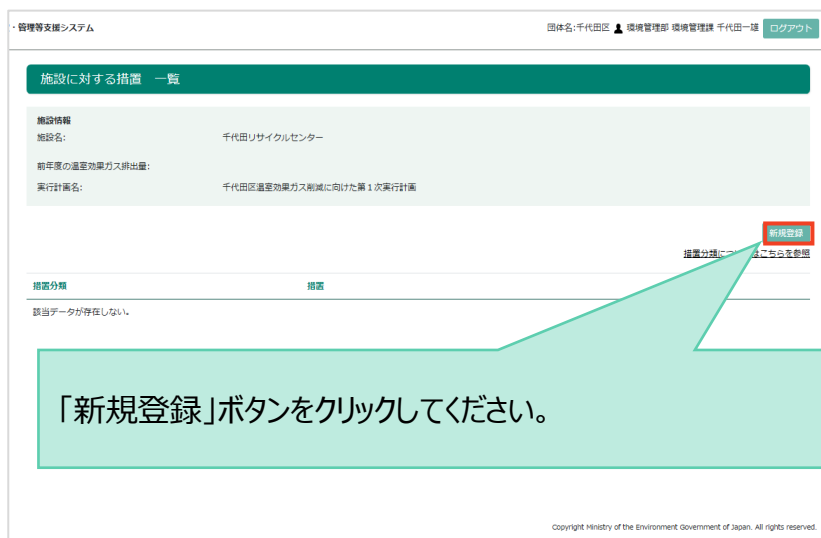 ・管理等支援システム
団体名:千代田区 環境管理部 環境管理課 千代田一雄 ログアウト
施設に対する措置 一覧
施設情報
施設名: 千代田リサイクルセンター
前年度の温室効果ガス排出量:
実行計画名: 千代田区温室効果ガス削減に向けた第1次実行計画
新規登録
措置分類につ はこちらを参照
措置分類 措置
該当データが存在しない。
「新規登録」ボタンをクリックしてください。
Copyright Ministry of the Environment Government of Japan. All rights reserved.